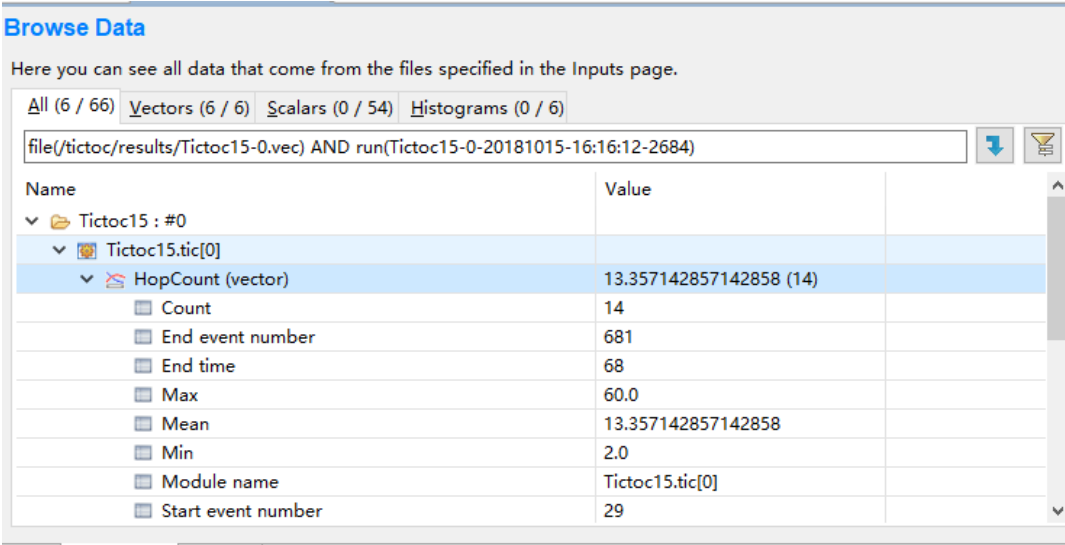 Browse Data
Here you can see all data that come from the files specified in the Inputs page.
All (6 / 66) Vectors (6 / 6) Scalars (0 / 54) Histograms (0 / 6)
file(/tictoc/results/Tictoc15-0.vec) AND run(Tictoc15-0-20181015-16:16:12-2684)
Name Value
Tictoc15 : #0
Tictoc15.tic[0]
HopCount (vector) 13.357142857142858 (14)
Count 14
End event number 681
End time 68
Max 60.0
Mean 13.357142857142858
Min 2.0
Module name Tictoc15.tic[0]
Start event number 29